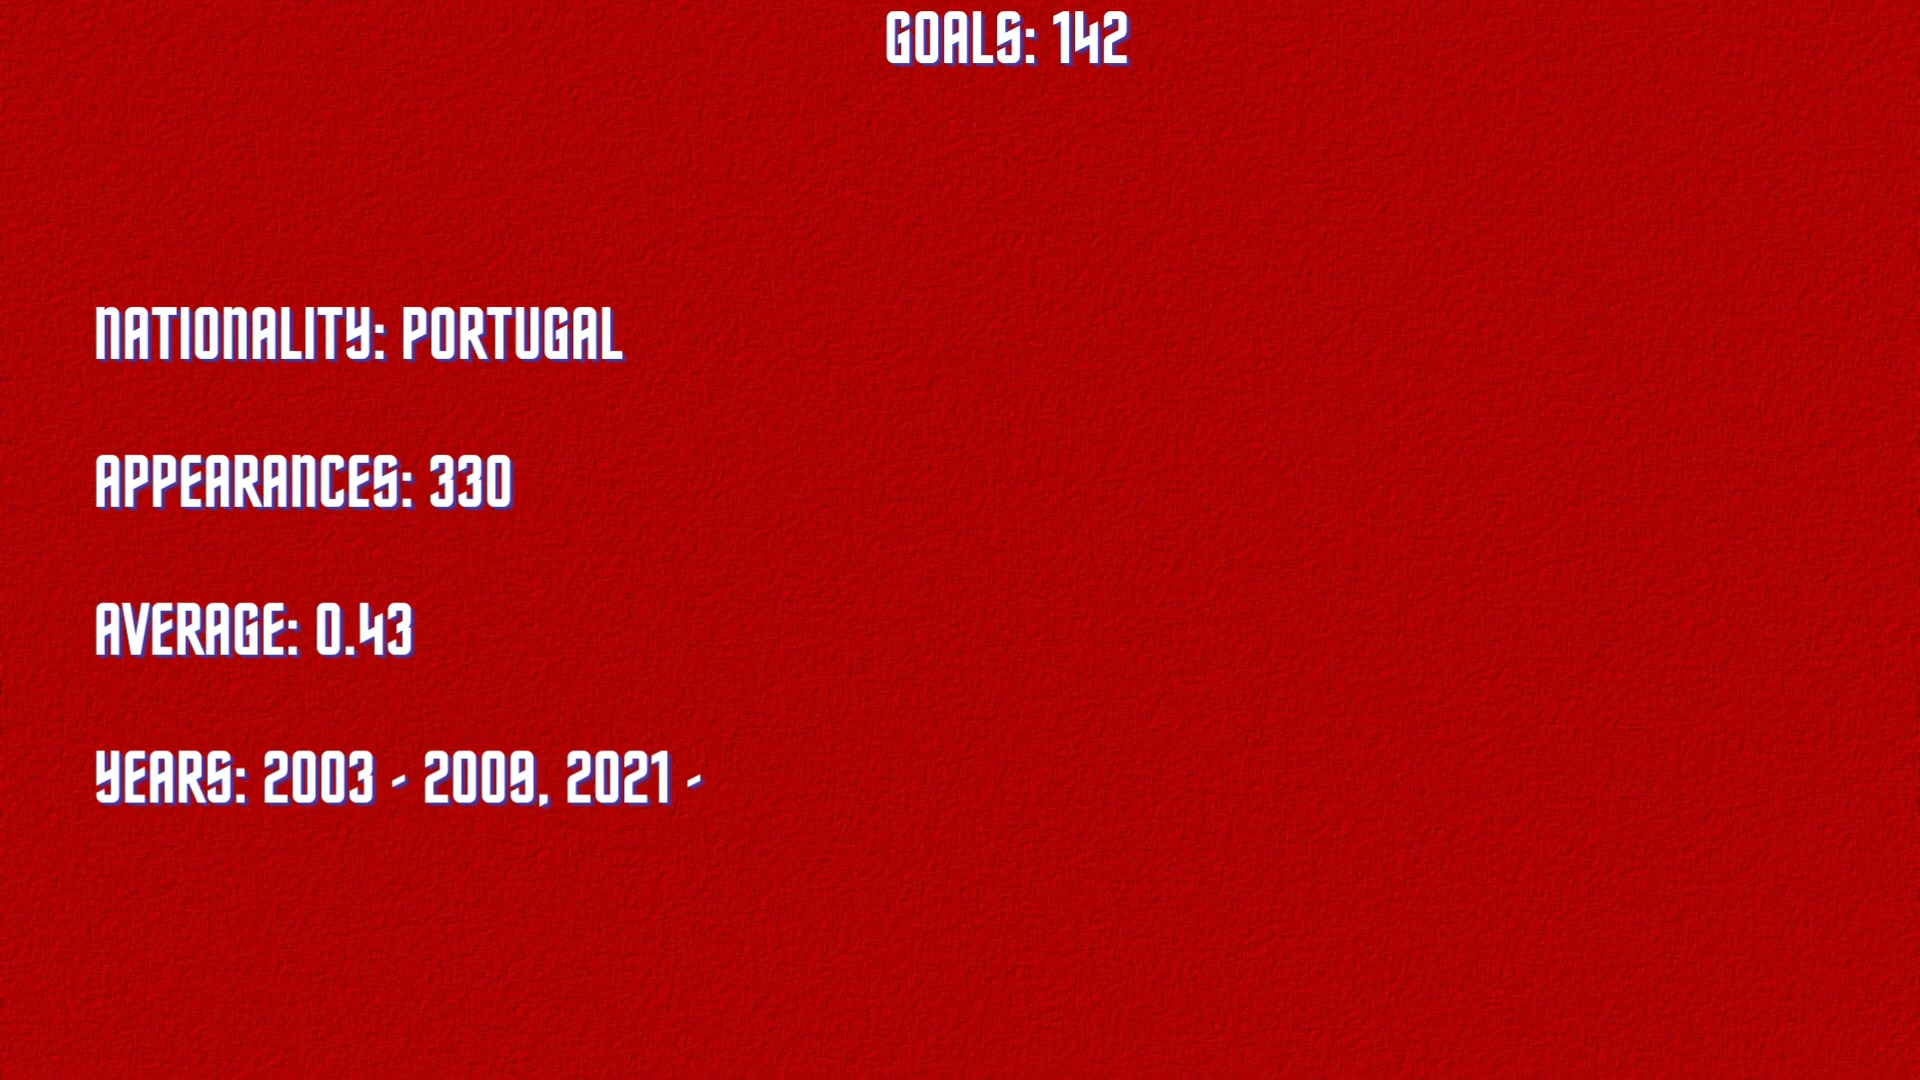 GOALS: 142
NATIONALITY: PORTUGAL
APPEARANCES: 330
AVERAGE: 0.43
YEARS: 2003 - 2009, 2021 -